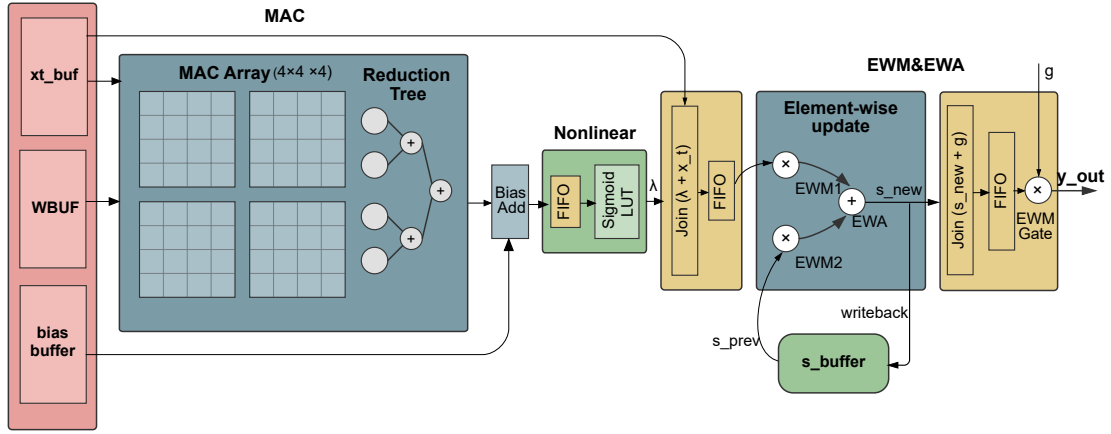 MAC
xt_buf
WBUF
bias
buffer
MAC Array (4×4 ×4)
Reduction
Tree
+
+
+
Bias
Add
Nonlinear
FIFO
Sigmoid
LUT
λ
Join (λ + x_t)
FIFO
EWM&EWA
Element-wise
update
×
EWM1
+
EWA
×
EWM2
s_new
writeback
s_prev
s_buffer
Join (s_new + g)
FIFO
g
×
EWM
Gate
y_out